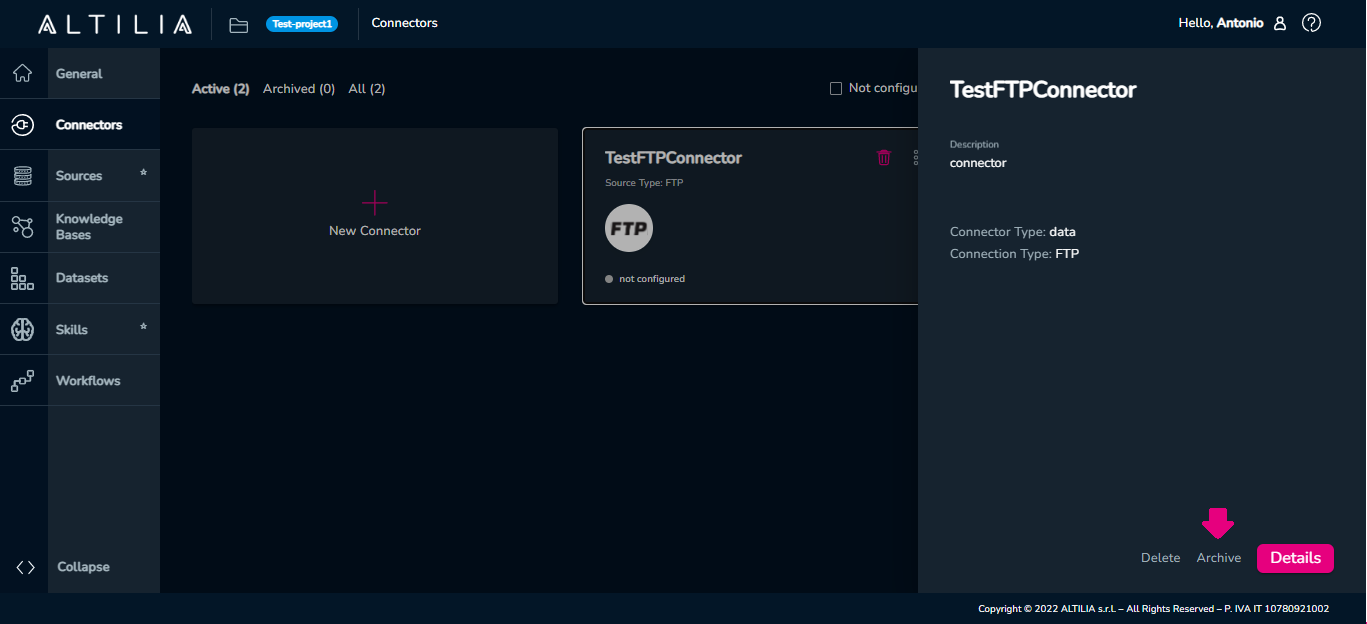 ALTILIA
Test-project1
Connectors
Hello, Antonio
General
Connectors
Sources *
Knowledge
Bases
Datasets
Skills *
Workflows
Collapse
Active (2) Archived (0) All (2)
Not configu
New Connector
TestFTPConnector
Source Type: FTP
FTP
not configured
TestFTPConnector
Description
connector
Connector Type: data
Connection Type: FTP
Delete Archive Details
Copyright © 2022 ALTILIA s.r.l. – All Rights Reserved – P. IVA IT 10780921002